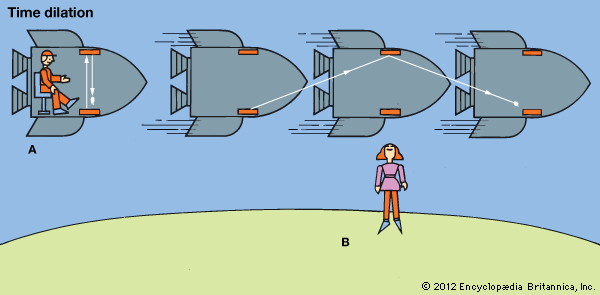 Time dilation
A
B
© 2012 Encyclopædia Britannica, Inc.